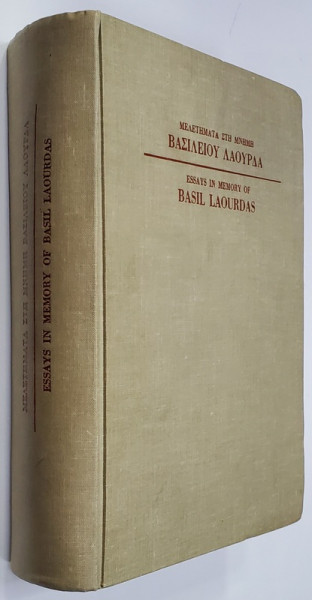 ΜΕΛΕΤΗΜΑΤΑ ΣΤΗ ΜΝΗΜΗ
ΒΑΣΙΛΕΙΟΥ ΛΑΟΥΡΔΑ
ESSAYS IN MEMORY OF
BASIL LAOURDAS
ΜΕΛΕΤΗΜΑΤΑ ΣΤΗ ΜΝΗΜΗ ΒΑΣΙΛΕΙΟΥ ΛΑΟΥΡΔΑ
ESSAYS IN MEMORY OF BASIL LAOURDAS